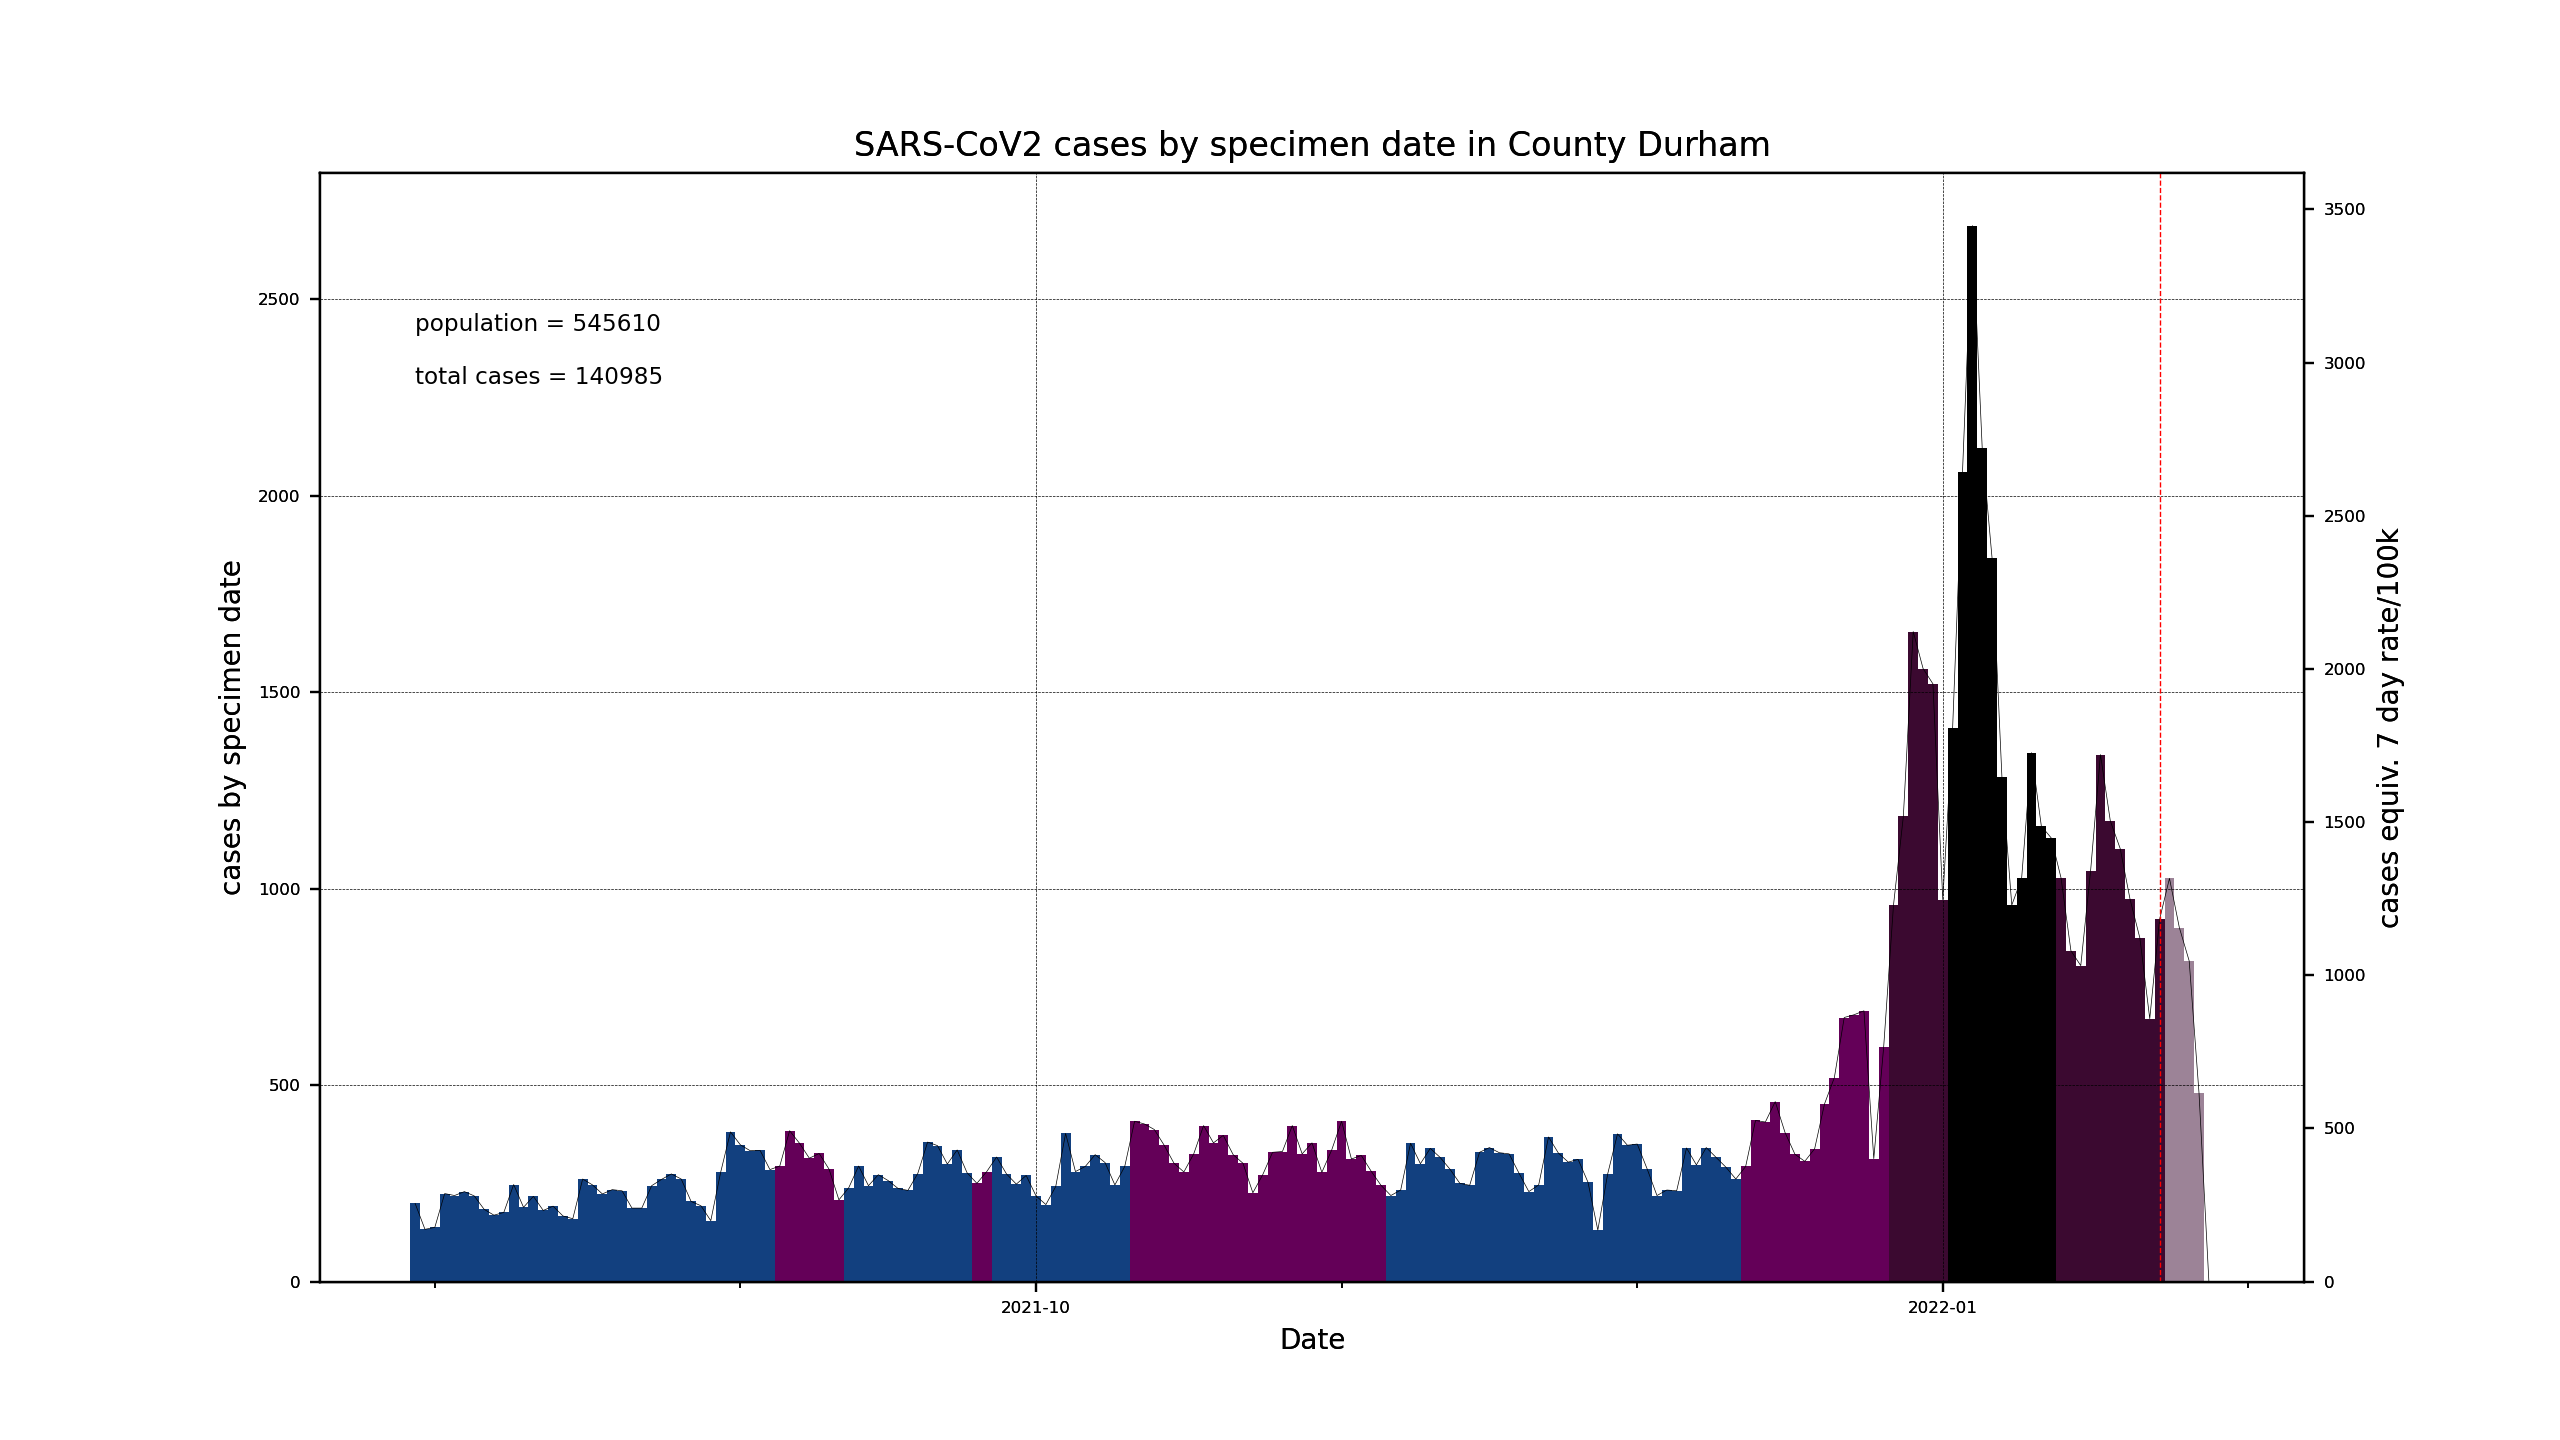 SARS-CoV2 cases by specimen date in County Durham
population = 545610
total cases = 140985
cases by specimen date
2500
2000
1500
1000
500
0
3500
3000
2500
2000
1500
1000
500
0
cases equiv. 7 day rate/100k
2021-10
2022-01
Date